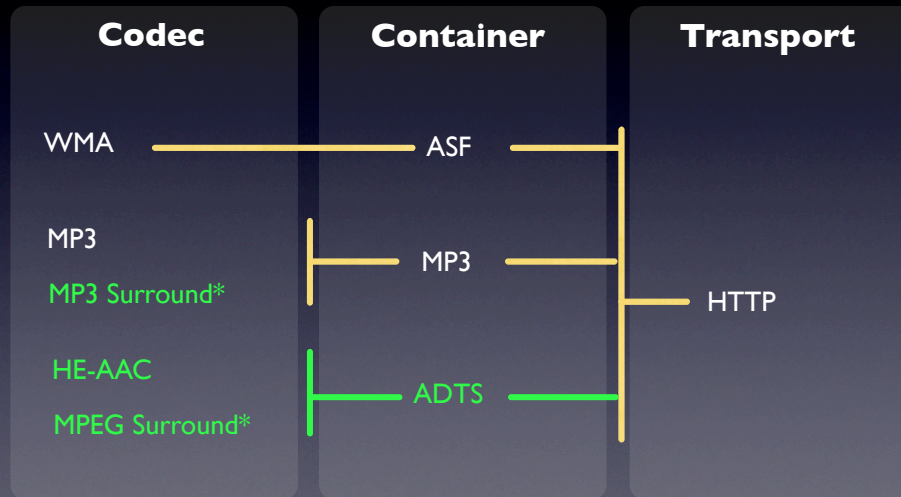 Codec
Container
Transport
WMA
ASF
MP3
MP3
MP3 Surround*
HTTP
HE-AAC
ADTS
MPEG Surround*